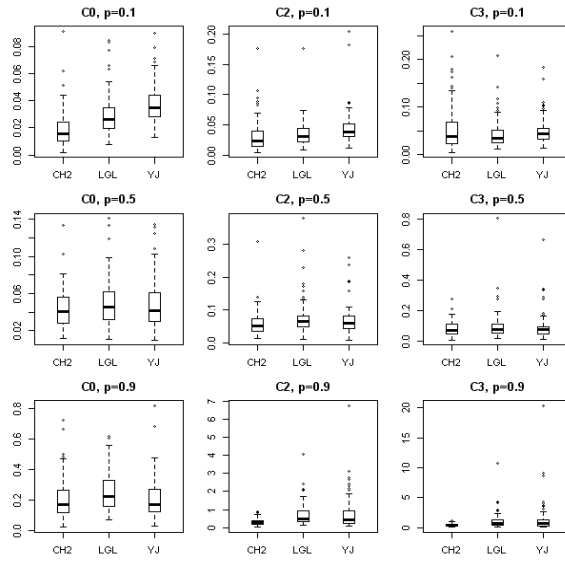 C0, p=0.1
C2, p=0.1
C3, p=0.1
0.00 0.02 0.04 0.06 0.08
0.00 0.05 0.10 0.15 0.20
0.00 0.10 0.20
CH2 LGL YJ
CH2 LGL YJ
CH2 LGL YJ
C0, p=0.5
C2, p=0.5
C3, p=0.5
0.02 0.06 0.10 0.14
0.0 0.1 0.2 0.3
0.0 0.2 0.4 0.6 0.8
CH2 LGL YJ
CH2 LGL YJ
CH2 LGL YJ
C0, p=0.9
C2, p=0.9
C3, p=0.9
0.0 0.2 0.4 0.6 0.8
0 1 2 3 4 5 6 7
0 5 10 15 20
CH2 LGL YJ
CH2 LGL YJ
CH2 LGL YJ